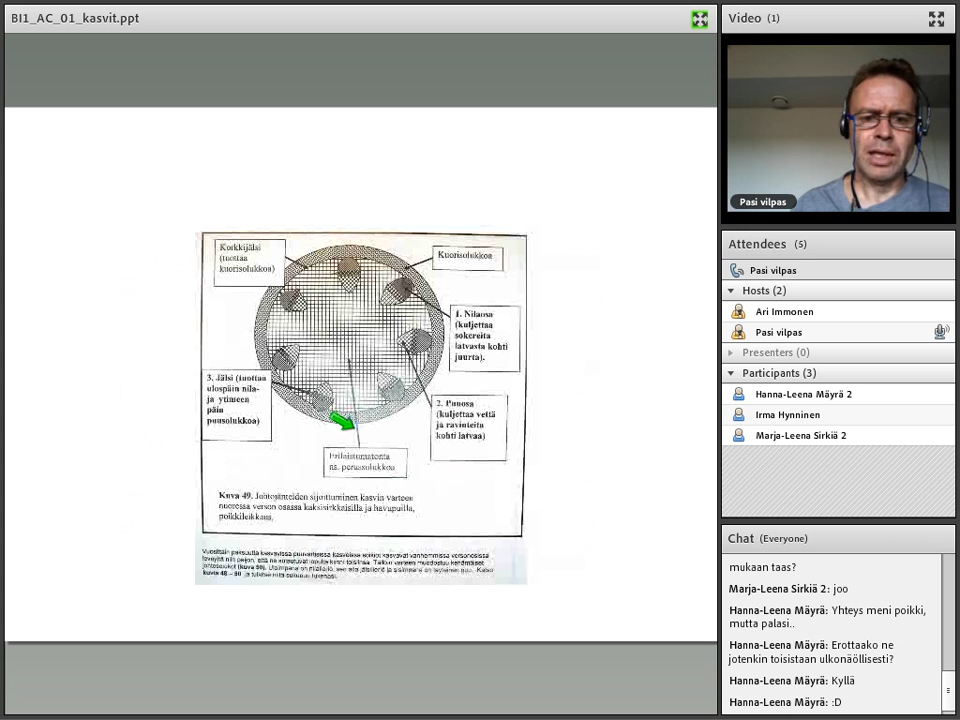 BI1_AC_01_kasvit.ppt
Korkkijälsi
(tuottaa
kuorisolukkoa)
Kuorisolukkoa
1. Nilaosa
(kuljettaa
sokereita
latvasta kohti
juurta).
3. Jälsi (tuottaa
ulospäin nila-
ja ytimeen
päin
puusolukkoa)
2. Puuosa
(kuljettaa vettä
ja ravinteita
kohti latvaa)
Erilaistumatonta
ns. perussolukkoa
Kuva 49. Johtojänteiden sijoittuminen kasvin varteen
nuoressa verson osassa kaksisirkkaisilla ja havupuilla,
poikkileikkaus.
Video (1)
Pasi vilpas
Attendees (5)
Pasi vilpas
Hosts (2)
Ari Immonen
Pasi vilpas
Presenters (0)
Participants (3)
Hanna-Leena Mäyrä 2
Irma Hynninen
Marja-Leena Sirkiä 2
Chat (Everyone)
mukaan taas?
Marja-Leena Sirkiä 2: joo
Hanna-Leena Mäyrä: Yhteys meni poikki,
mutta palasi..
Hanna-Leena Mäyrä: Erottaako ne
jotenkin toisistaan ulkonäöllisesti?
Hanna-Leena Mäyrä: Kyllä
Hanna-Leena Mäyrä: :D